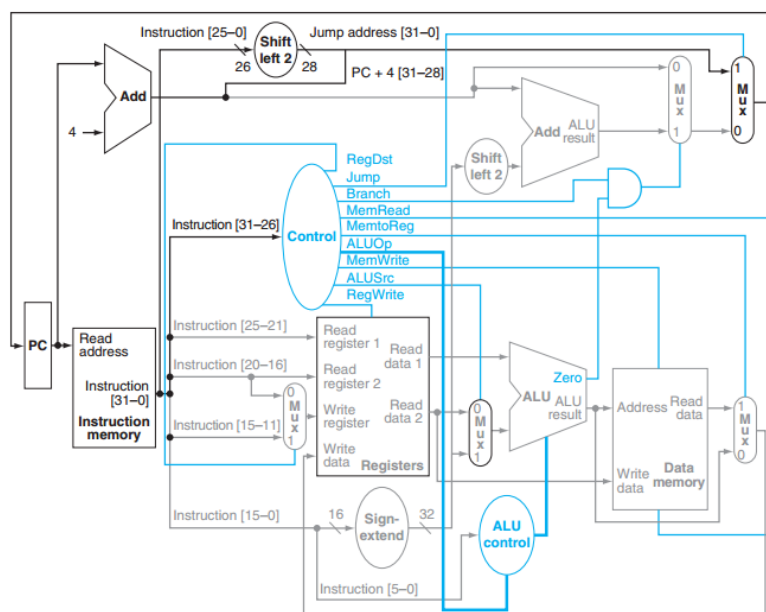 Instruction [25–0]
Shift
left 2
Jump address [31–0]
26
28
PC + 4 [31–28]
Add
4
0
M
u
x
1
1
M
u
x
0
Add
ALU
result
Shift
left 2
RegDst
Jump
Branch
MemRead
MemtoReg
ALUOp
MemWrite
ALUSrc
RegWrite
Instruction [31–26]
Control
PC
Read
address
Instruction
[31–0]
Instruction
memory
Instruction [25–21]
Instruction [20–16]
Instruction [15–11]
0
M
u
x
1
Read
register 1
Read
register 2
Write
register
Write
data
Read
data 1
Read
data 2
Registers
0
M
u
x
1
Zero
ALU
ALU
result
Address
Write
data
Read
data
Data
memory
1
M
u
x
0
Instruction [15–0]
16
Sign-
extend
32
ALU
control
Instruction [5–0]